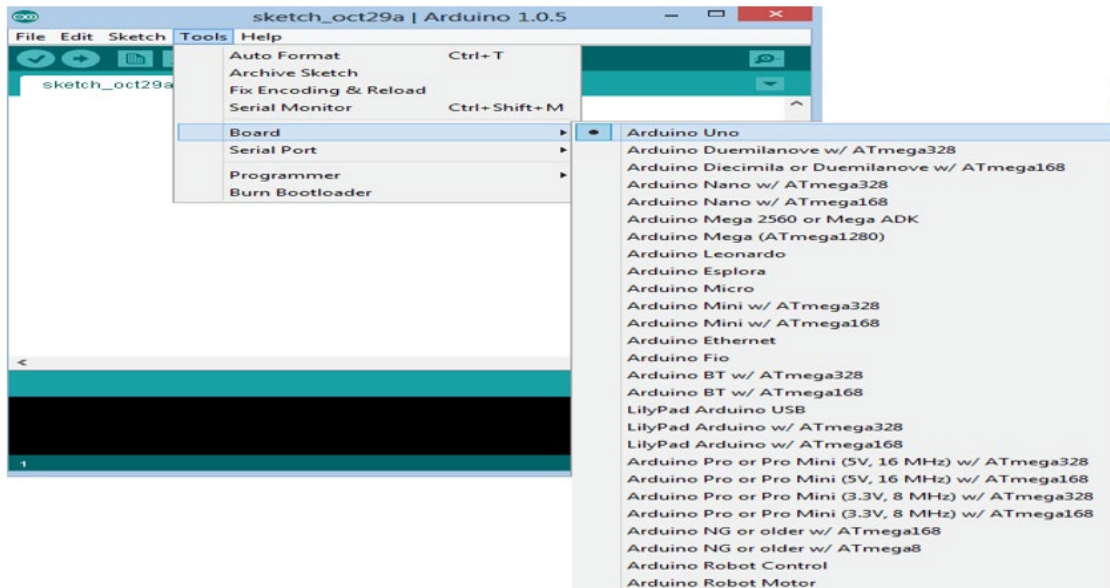 sketch_oct29a | Arduino 1.0.5
File Edit Sketch Tools Help
sketch_oct29a
Auto Format Ctrl+T
Archive Sketch
Fix Encoding & Reload
Serial Monitor Ctrl+Shift+M
Board
Serial Port
Programmer
Burn Bootloader
Arduino Uno
Arduino Duemilanove w/ ATmega328
Arduino Diecimila or Duemilanove w/ ATmega168
Arduino Nano w/ ATmega328
Arduino Nano w/ ATmega168
Arduino Mega 2560 or Mega ADK
Arduino Mega (ATmega1280)
Arduino Leonardo
Arduino Esplora
Arduino Micro
Arduino Mini w/ ATmega328
Arduino Mini w/ ATmega168
Arduino Ethernet
Arduino Fio
Arduino BT w/ ATmega328
Arduino BT w/ ATmega168
LilyPad Arduino USB
LilyPad Arduino w/ ATmega328
LilyPad Arduino w/ ATmega168
Arduino Pro or Pro Mini (5V, 16 MHz) w/ ATmega328
Arduino Pro or Pro Mini (5V, 16 MHz) w/ ATmega168
Arduino Pro or Pro Mini (3.3V, 8 MHz) w/ ATmega328
Arduino Pro or Pro Mini (3.3V, 8 MHz) w/ ATmega168
Arduino NG or older w/ ATmega168
Arduino NG or older w/ ATmega8
Arduino Robot Control
Arduino Robot Motor
1